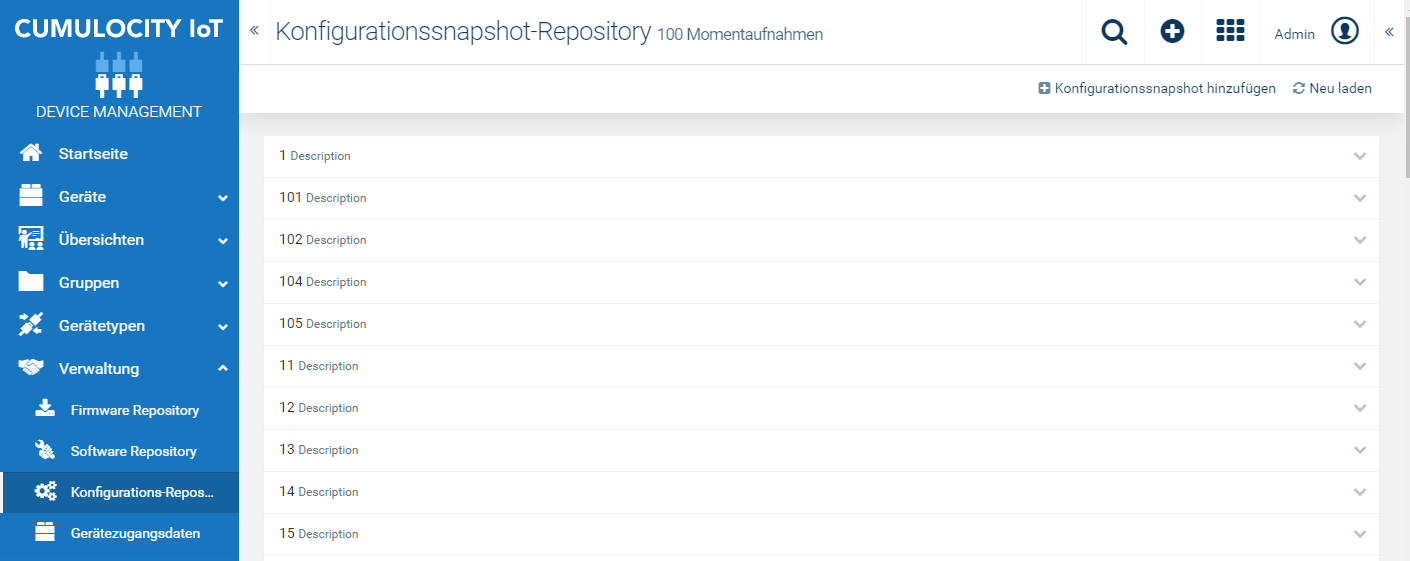 CUMULOCITY IoT
DEVICE MANAGEMENT
Startseite
Geräte
Übersichten
Gruppen
Gerätetypen
Verwaltung
Firmware Repository
Software Repository
Konfigurations-Repos...
Gerätezugangsdaten
Konfigurationssnapshot-Repository 100 Momentaufnahmen
Admin
Konfigurationssnapshot hinzufügen Neu laden
1 Description
101 Description
102 Description
104 Description
105 Description
11 Description
12 Description
13 Description
14 Description
15 Description